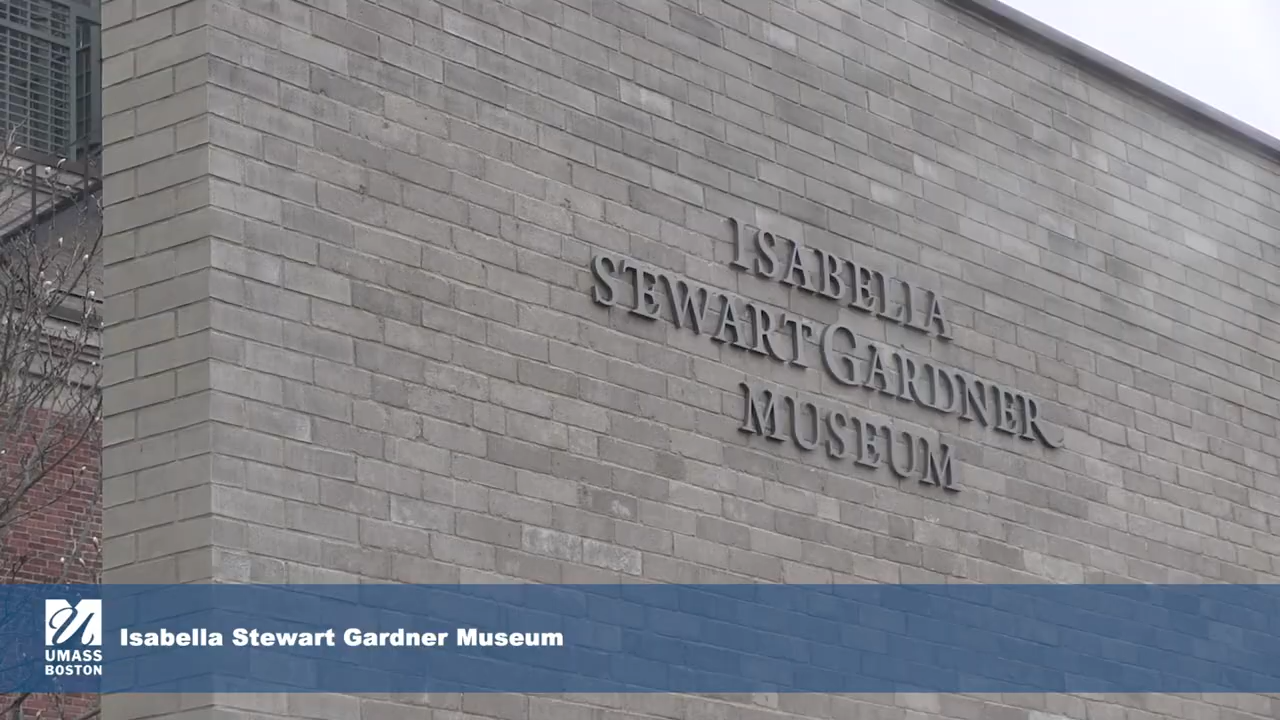 ISABELLA
STEWART GARDNER
MUSEUM
UMASS
BOSTON
Isabella Stewart Gardner Museum